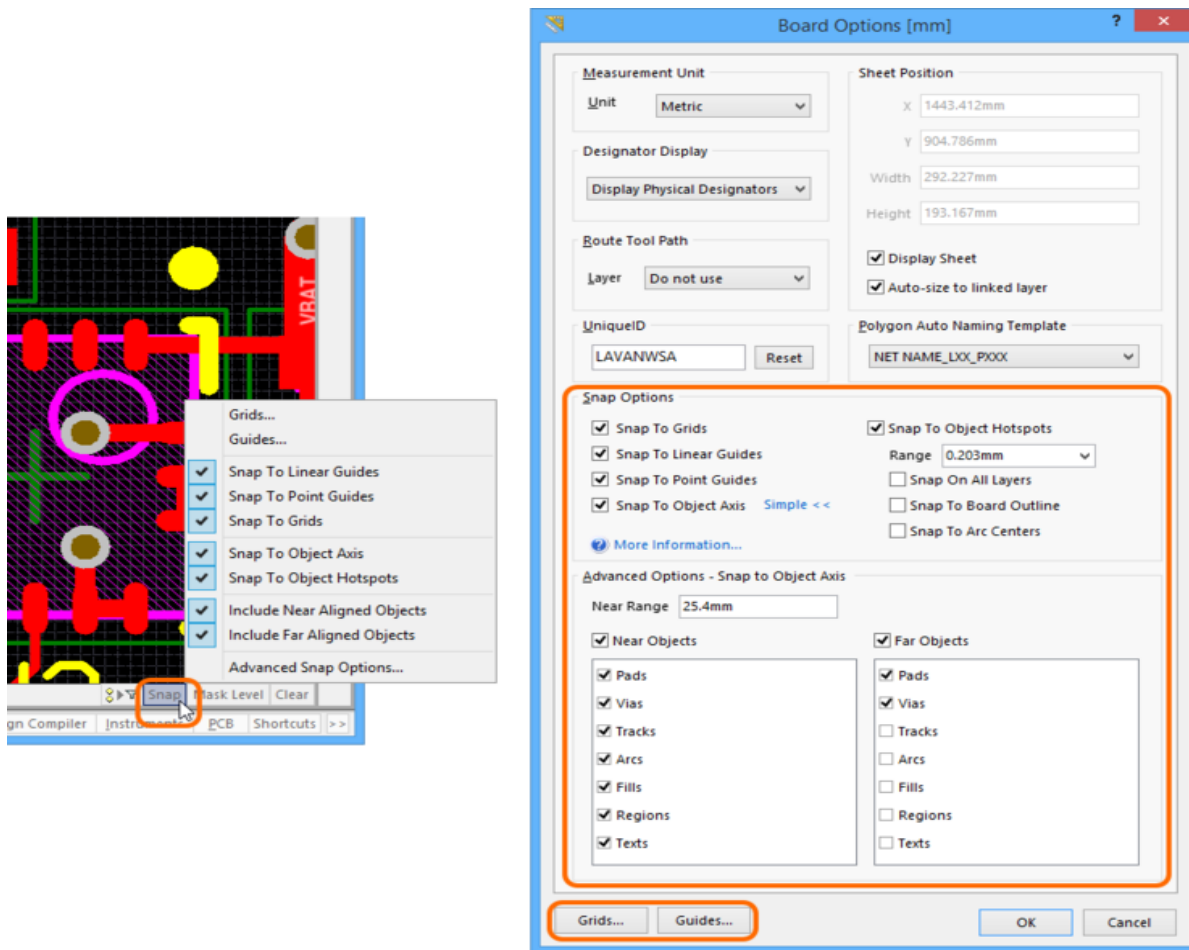 VBAT
Grids...
Guides...
Snap To Linear Guides
Snap To Point Guides
Snap To Grids
Snap To Object Axis
Snap To Object Hotspots
Include Near Aligned Objects
Include Far Aligned Objects
Advanced Snap Options...
Snap Mask Level Clear
gn Compiler Instruments PCB Shortcuts >>
Board Options [mm] ? ×
Measurement Unit
Unit Metric
Designator Display
Display Physical Designators
Route Tool Path
Layer Do not use
UniqueID
LAVANWSA Reset
Sheet Position
X 1443.412mm
Y 904.786mm
Width 292.227mm
Height 193.167mm
Display Sheet
Auto-size to linked layer
Polygon Auto Naming Template
NET NAME_LXX_PXXX
Snap Options
Snap To Grids
Snap To Linear Guides
Snap To Point Guides
Snap To Object Axis Simple <<
More Information...
Snap To Object Hotspots
Range 0.203mm
Snap On All Layers
Snap To Board Outline
Snap To Arc Centers
Advanced Options - Snap to Object Axis
Near Range 25.4mm
Near Objects
Pads
Vias
Tracks
Arcs
Fills
Regions
Texts
Far Objects
Pads
Vias
Tracks
Arcs
Fills
Regions
Texts
Grids... Guides... OK Cancel